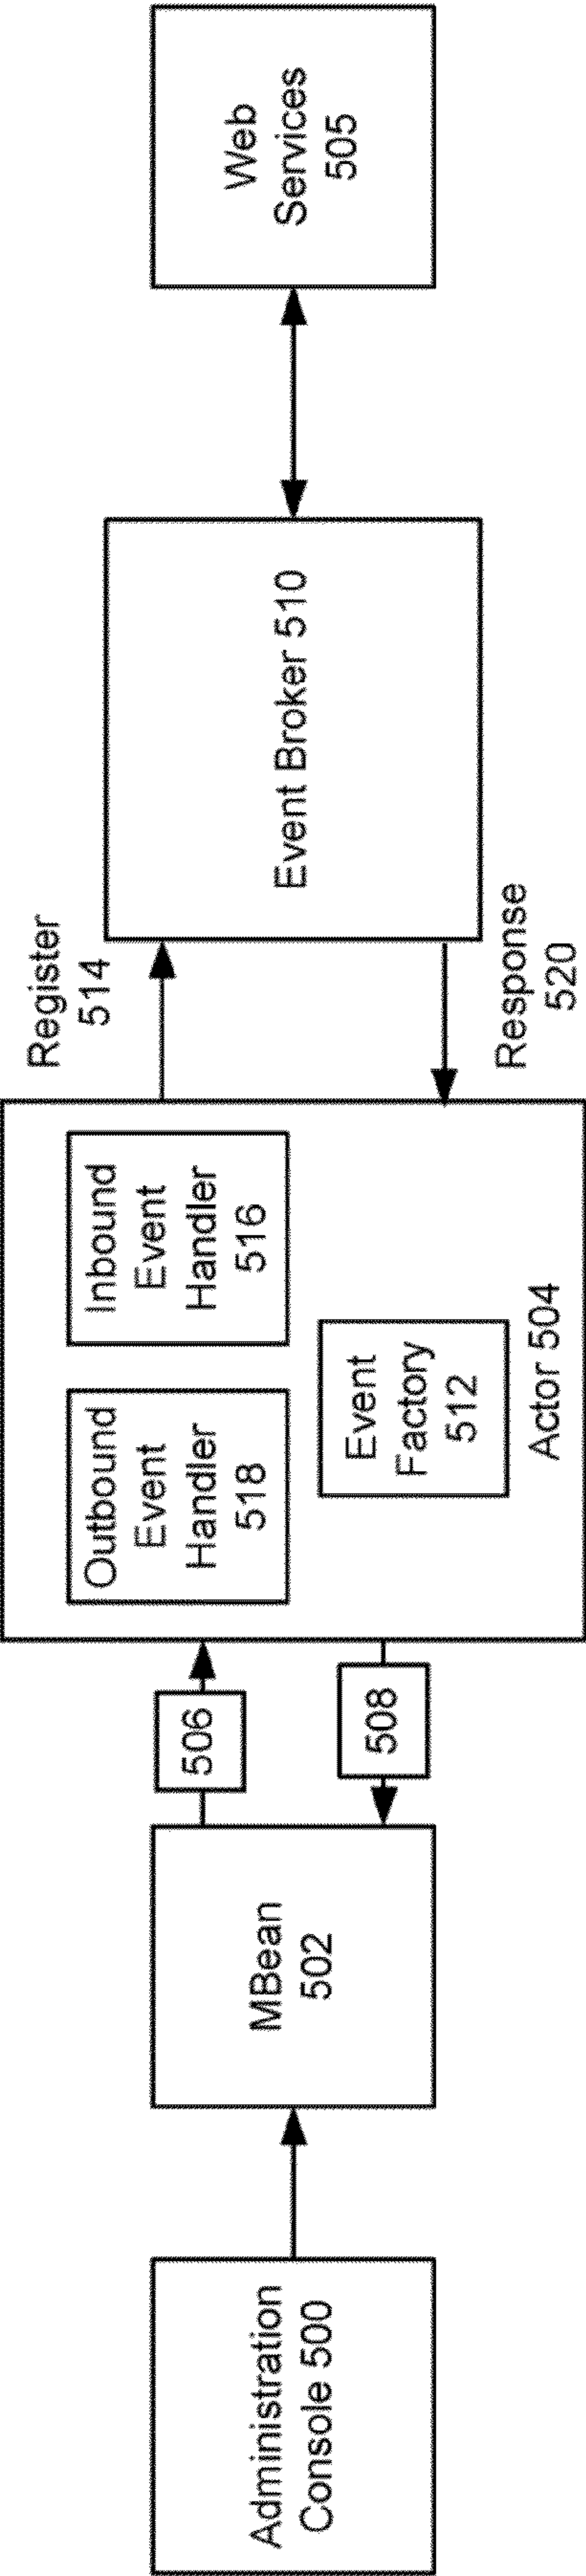 Administration
Console 500
MBean
502
506
508
Outbound
Event
Handler
518
Inbound
Event
Handler
516
Event
Factory
512
Actor 504
Register
514
Response
520
Event Broker 510
Web
Services
505